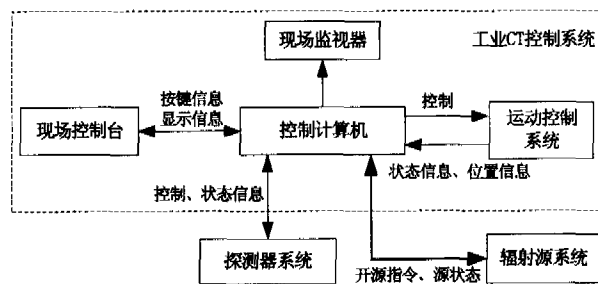 现场监视器
工业CT控制系统
按键信息
显示信息
控制
现场控制台
控制计算机
运动控制
系统
状态信息、位置信息
控制、状态信息
探测器系统
开源指令、源状态
辐射源系统